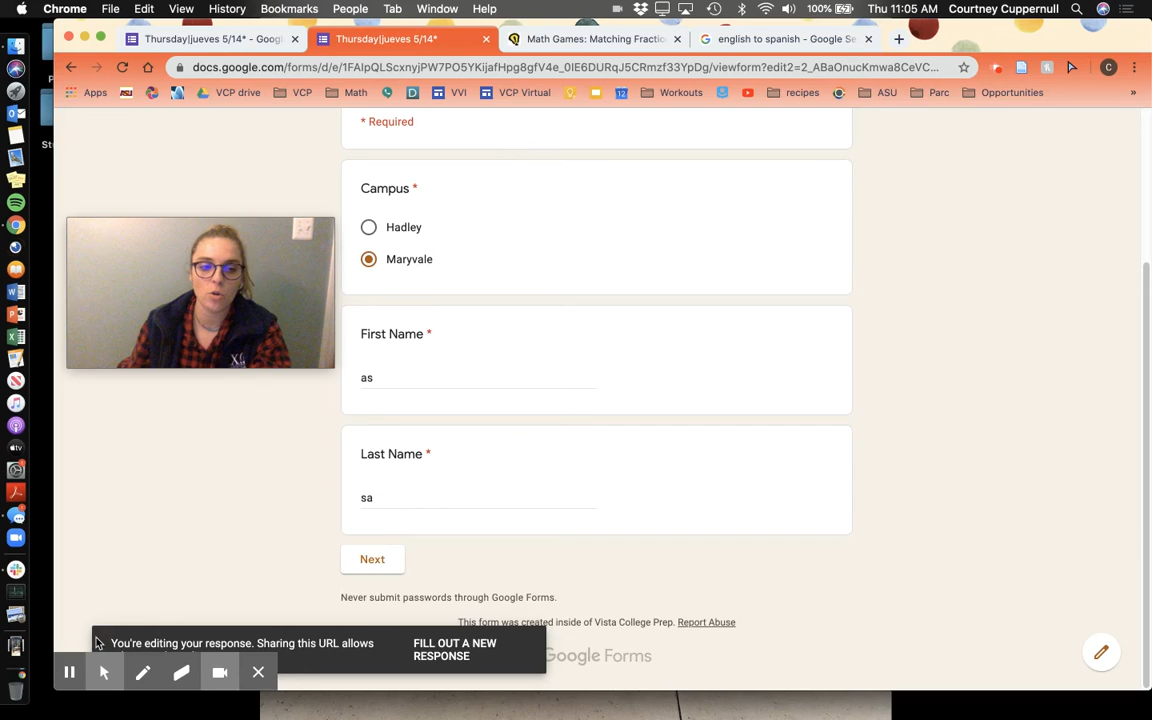 Chrome File Edit View History Bookmarks People Tab Window Help 100% Thu 11:05 AM Courtney Cuppernull
Thursday|jueves 5/14* - Googl
Thursday|jueves 5/14*
Math Games: Matching Fractio
english to spanish - Google Se
docs.google.com/forms/d/e/1FAIpQLScxnyjPW7PO5YKijafHpg8gfV4e_0IE6DURqJ5CRmzf33YpDg/viewform?edit2=2_ABaOnucKmwa8CeVC...
C
Apps VCP drive VCP Math VVI VCP Virtual 12 Workouts recipes ASU Parc Opportunities »
* Required
Campus *
Hadley
Maryvale
First Name *
as
Last Name *
sa
Next
Never submit passwords through Google Forms.
This form was created inside of Vista College Prep. Report Abuse
Google Forms
You're editing your response. Sharing this URL allows
FILL OUT A NEW
RESPONSE